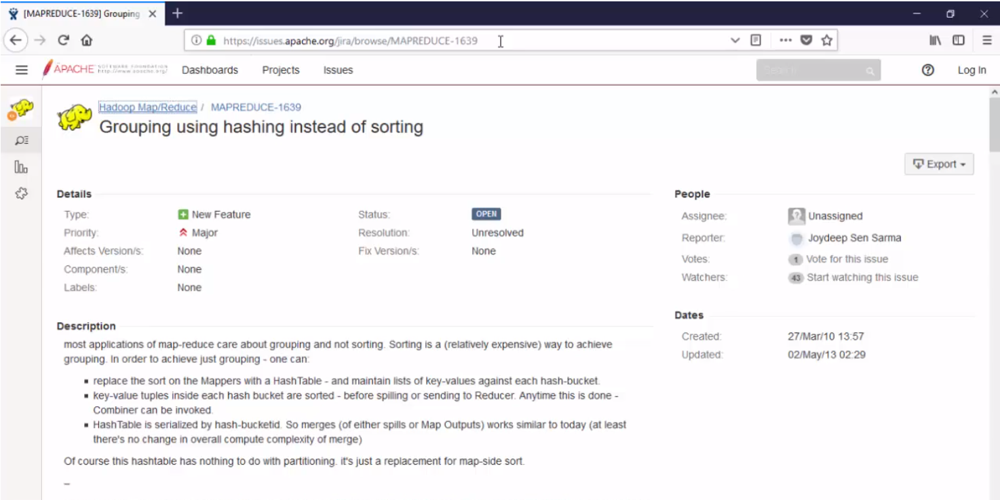 [MAPREDUCE-1639] Grouping
https://issues.apache.org/jira/browse/MAPREDUCE-1639
APACHE SOFTWARE FOUNDATION
http://www.apache.org/
Dashboards Projects Issues Search Log In
Hadoop Map/Reduce / MAPREDUCE-1639
Grouping using hashing instead of sorting
Export
Details
Type: New Feature Status: OPEN
Priority: Major Resolution: Unresolved
Affects Version/s: None Fix Version/s: None
Component/s: None
Labels: None
People
Assignee: Unassigned
Reporter: Joydeep Sen Sarma
Votes: 1 Vote for this issue
Watchers: 43 Start watching this issue
Dates
Created: 27/Mar/10 13:57
Updated: 02/May/13 02:29
Description
most applications of map-reduce care about grouping and not sorting. Sorting is a (relatively expensive) way to achieve
grouping. In order to achieve just grouping - one can:
▪ replace the sort on the Mappers with a HashTable - and maintain lists of key-values against each hash-bucket.
▪ key-value tuples inside each hash bucket are sorted - before spilling or sending to Reducer. Anytime this is done -
Combiner can be invoked.
▪ HashTable is serialized by hash-bucketid. So merges (of either spills or Map Outputs) works similar to today (at least
there's no change in overall compute complexity of merge)
Of course this hashtable has nothing to do with partitioning. it's just a replacement for map-side sort.
–